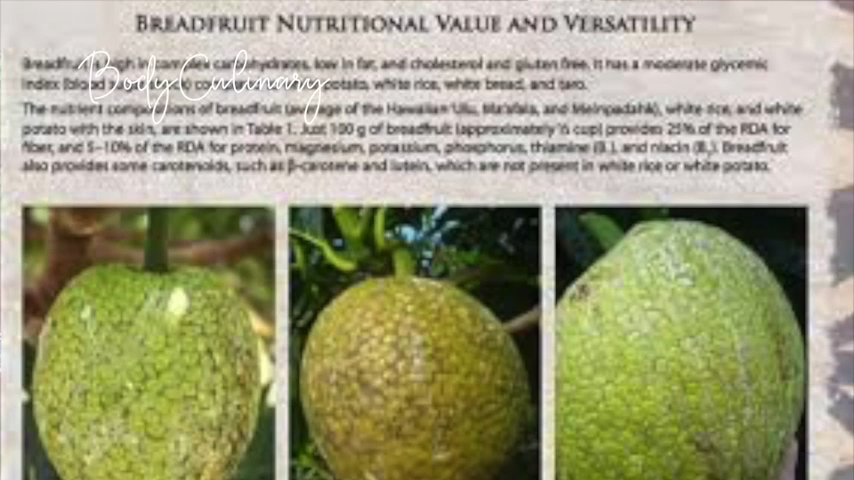 BREADFRUIT NUTRITIONAL VALUE AND VERSATILITY
BodyCulinary
high in complex carbohydrates, low in fat, and cholesterol and gluten free. It has a moderate glycemic
index (blood potato, white rice, white bread, and taro.
The nutrient compositions of breadfruit (average of the Hawaiian 'Ulu, Ma'afala, and Meinpadahk), white rice, and white
potato with the skin, are shown in Table 1. Just 100 g of breadfruit (approximately ½ cup) provides 25% of the RDA for
fiber, and 5–10% of the RDA for protein, magnesium, potassium, phosphorus, thiamine (B₁), and niacin (B₃). Breadfruit
also provides some carotenoids, such as β-carotene and lutein, which are not present in white rice or white potato.